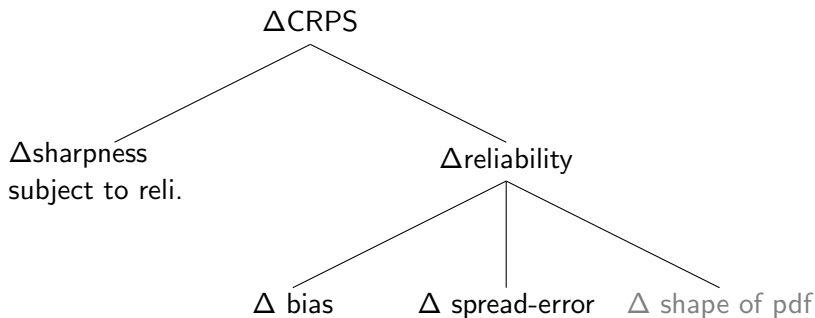 ΔCRPS
Δsharpness
subject to reli.
Δreliability
Δ bias
Δ spread-error
Δ shape of pdf